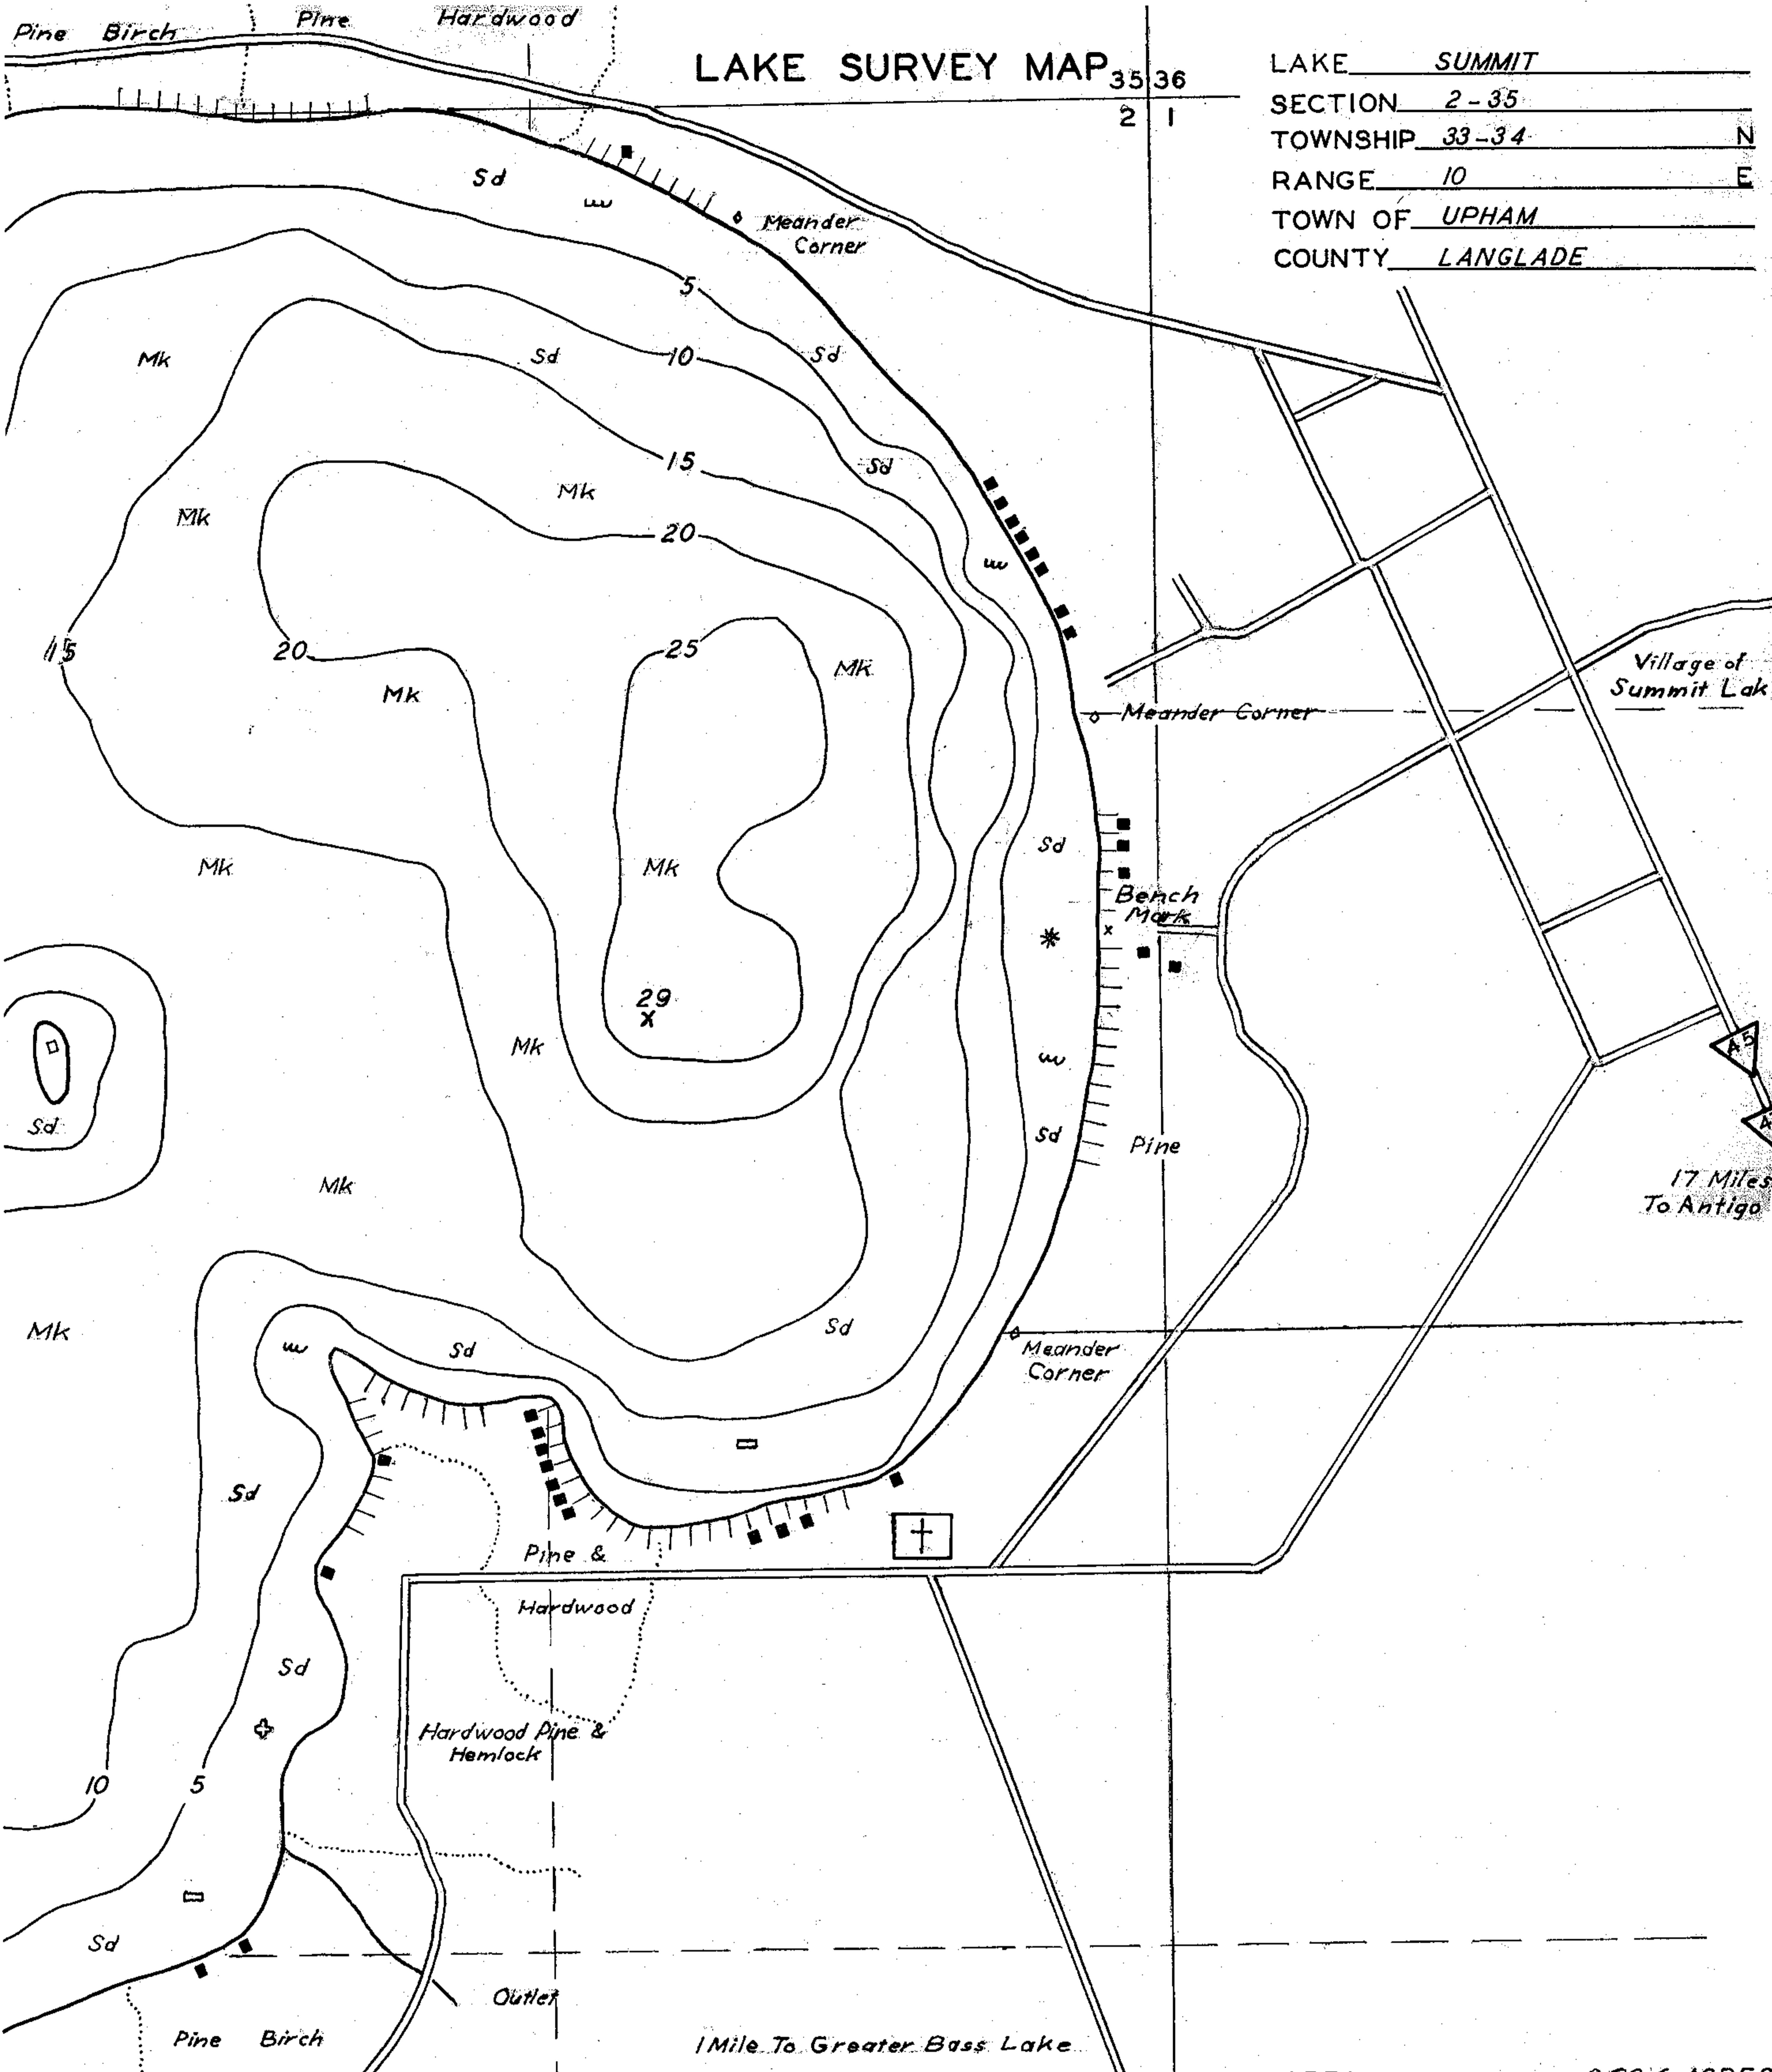 Pine Birch
Pine
Hardwood
LAKE SURVEY MAP
35 36
2 1
LAKE SUMMIT
SECTION 2-35
TOWNSHIP 33-34 N
RANGE 10 E
TOWN OF UPHAM
COUNTY LANGLADE
Sd
Meander
Corner
5
Mk
Sd
10
Sd
15
Sd
Mk
Mk
20
15
20
25
Mk
Mk
Village of
Summit Lak
Meander Corner
Mk
Mk
Sd
Bench
Mark
x
29
X
Mk
A5
Sd
Sd
Pine
17 Miles
To Antigo
Mk
Mk
Sd
Sd
Meander
Corner
Sd
Pine &
Hardwood
Sd
Hardwood Pine &
Hemlock
10
5
Sd
Outlet
Pine Birch
1 Mile To Greater Bass Lake